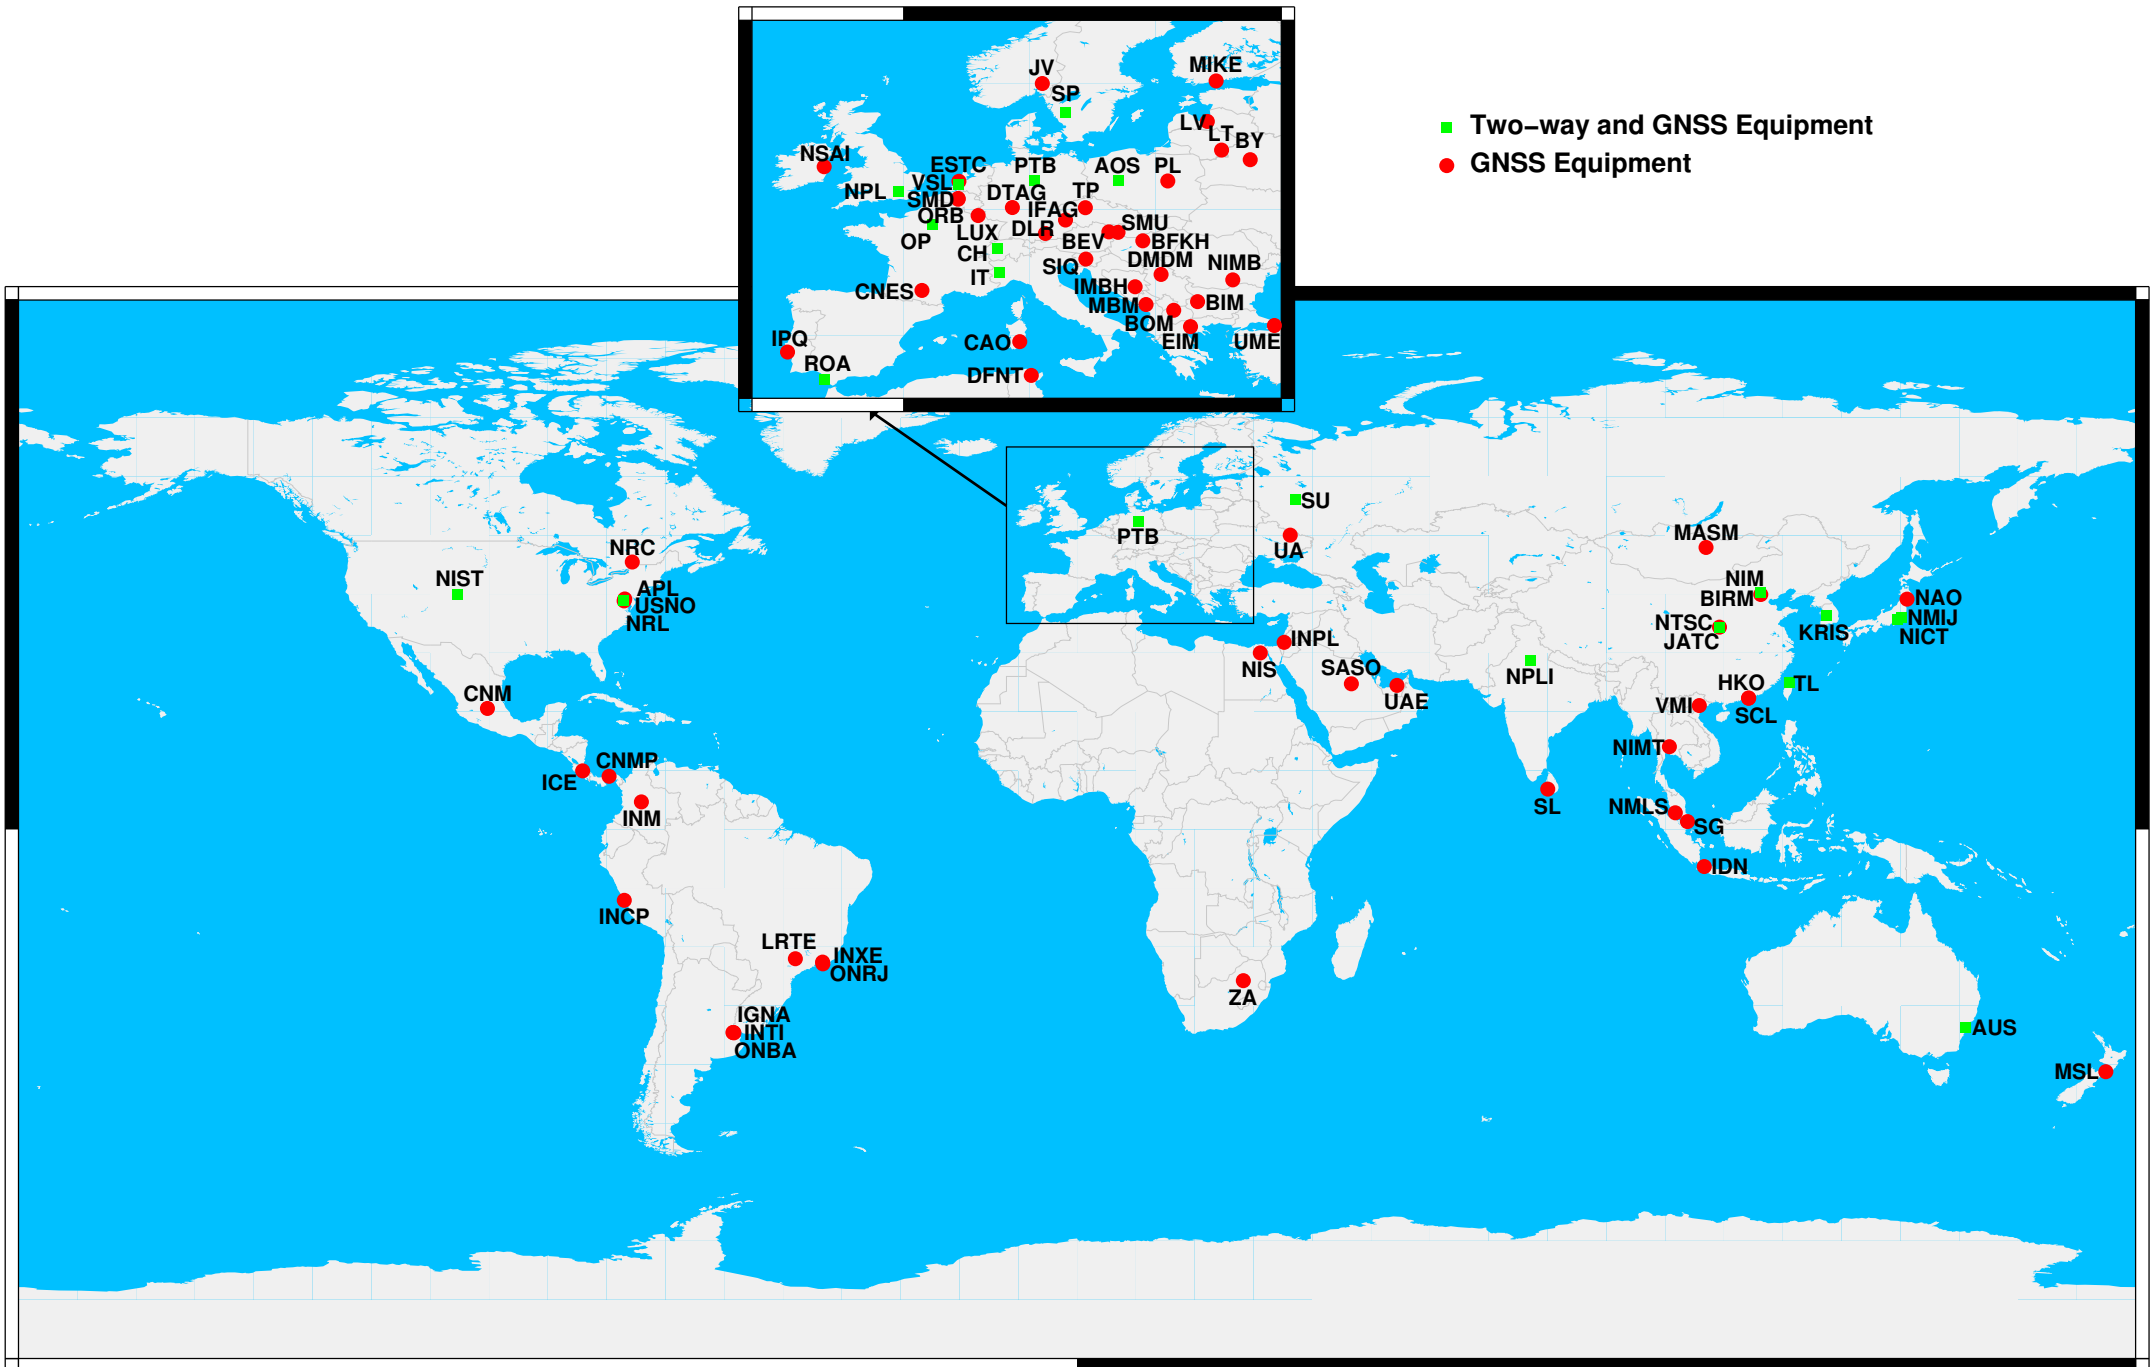 JV
MIKE
SP
Two−way and GNSS Equipment
LV
LT
BY
GNSS Equipment
NSAI
ESTC
PTB
AOS
PL
NPL
VSL
DTAG
TP
SMD
ORB
IFAG
SMU
OP
LUX
DLR
BEV
BFKH
CH
DMDM
IT
SIQ
NIMB
CNES
IMBH
MBM
BIM
BOM
IPQ
CAO
EIM
UME
ROA
DFNT
SU
PTB
UA
MASM
NRC
NIST
APL
USNO
NRL
NIM
BIRM
NAO
NMIJ
NICT
NTSC
JATC
KRIS
INPL
NIS
SASO
UAE
NPLI
HKO
TL
SCL
CNM
VMI
NIMT
CNMP
ICE
INM
SL
NMLS
SG
IDN
INCP
LRTE
INXE
ONRJ
ZA
IGNA
INTI
ONBA
AUS
MSL